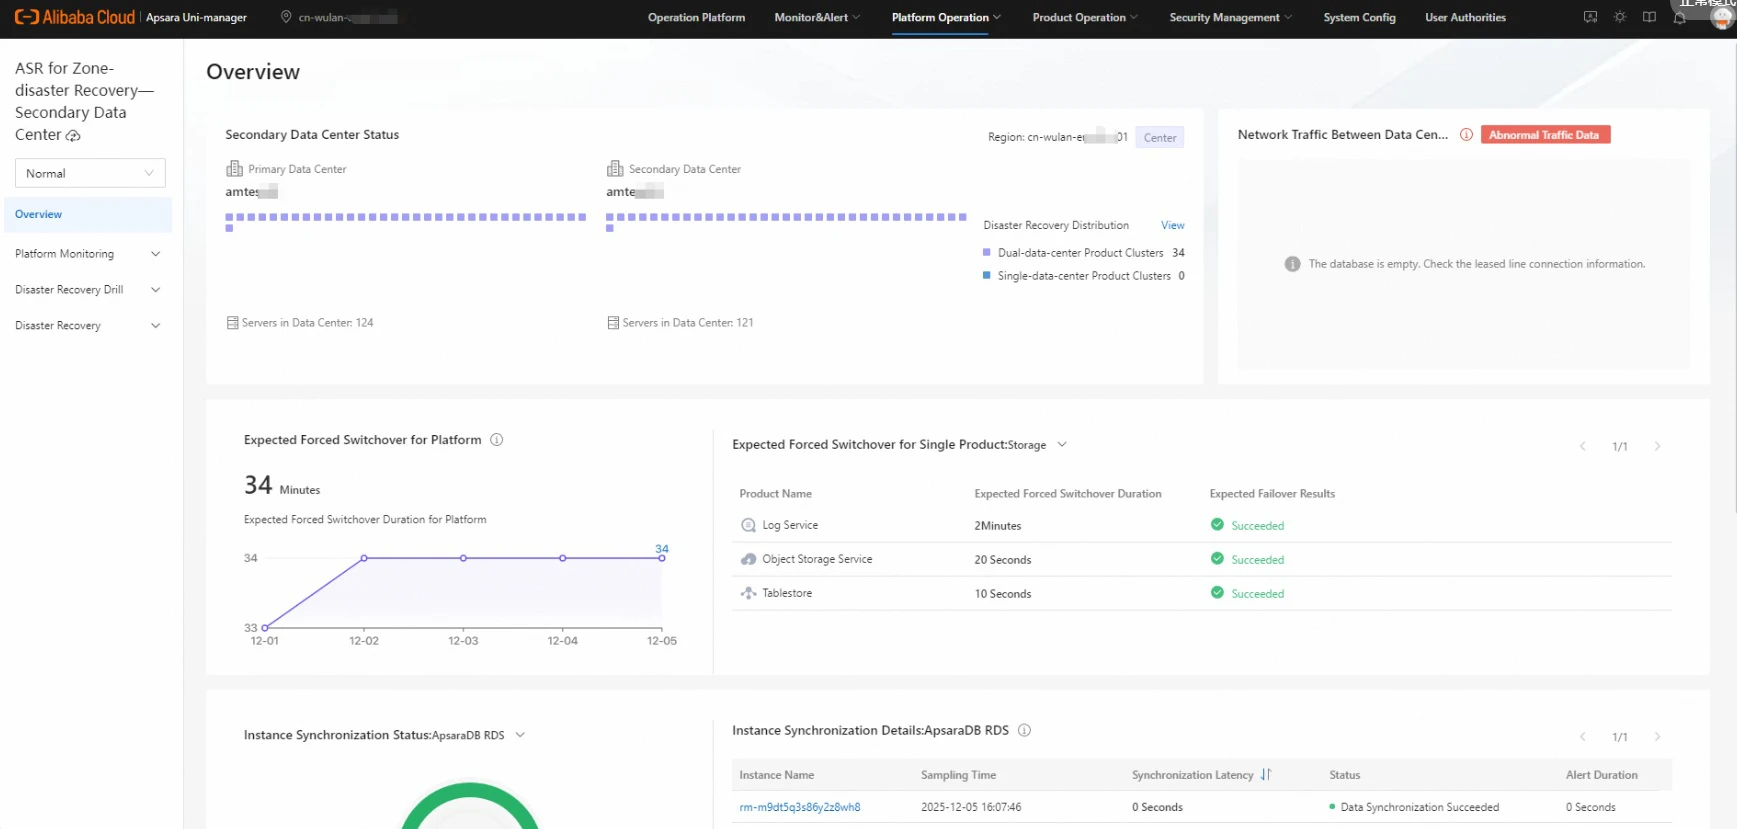 Alibaba Cloud | Apsara Uni-manager
cn-wulan-
Operation Platform
Monitor&Alert
Platform Operation
Product Operation
Security Management
System Config
User Authorities
正常模式
ASR for Zone-
disaster Recovery—
Secondary Data
Center
Normal
Overview
Platform Monitoring
Disaster Recovery Drill
Disaster Recovery
Overview
Secondary Data Center Status
Region: cn-wulan-e 01 Center
Primary Data Center
amtes
Secondary Data Center
amte
Disaster Recovery Distribution View
Dual-data-center Product Clusters 34
Single-data-center Product Clusters 0
Servers in Data Center: 124
Servers in Data Center: 121
Network Traffic Between Data Cen... Abnormal Traffic Data
The database is empty. Check the leased line connection information.
Expected Forced Switchover for Platform
34 Minutes
Expected Forced Switchover Duration for Platform
34
34
33
12-01 12-02 12-03 12-04 12-05
Expected Forced Switchover for Single Product:Storage
1/1
Product Name Expected Forced Switchover Duration Expected Failover Results
Log Service 2Minutes Succeeded
Object Storage Service 20 Seconds Succeeded
Tablestore 10 Seconds Succeeded
Instance Synchronization Status:ApsaraDB RDS
Instance Synchronization Details:ApsaraDB RDS
1/1
Instance Name Sampling Time Synchronization Latency Status Alert Duration
rm-m9dt5q3s86y2z8wh8 2025-12-05 16:07:46 0 Seconds Data Synchronization Succeeded 0 Seconds